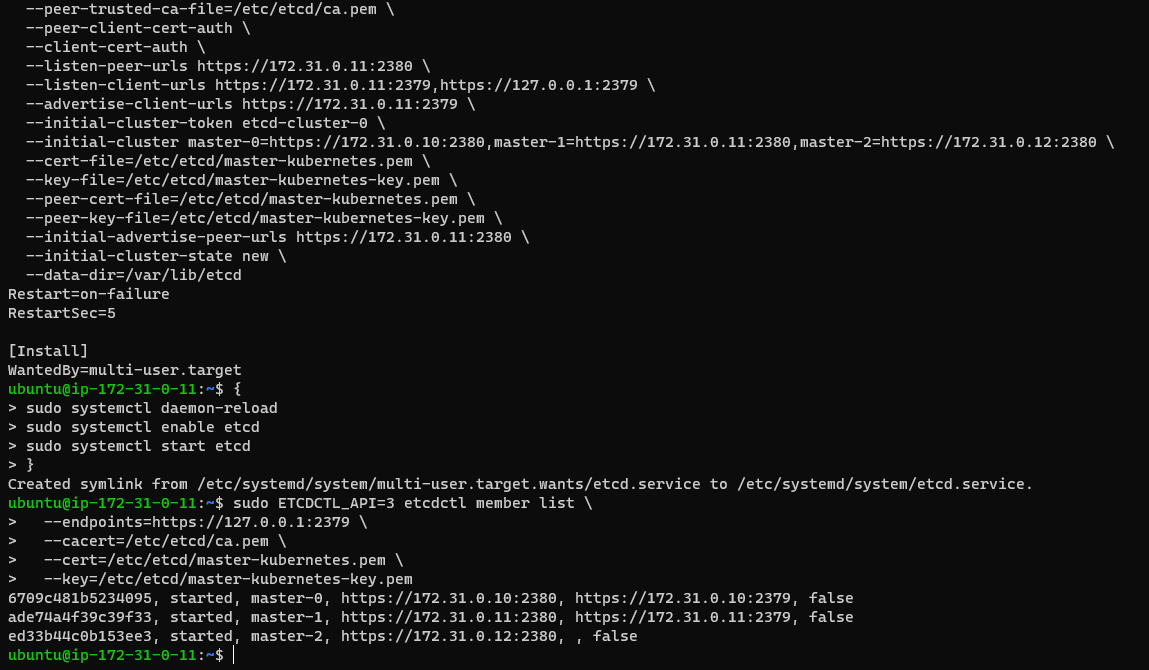 --peer-trusted-ca-file=/etc/etcd/ca.pem \
  --peer-client-cert-auth \
  --client-cert-auth \
  --listen-peer-urls https://172.31.0.11:2380 \
  --listen-client-urls https://172.31.0.11:2379,https://127.0.0.1:2379 \
  --advertise-client-urls https://172.31.0.11:2379 \
  --initial-cluster-token etcd-cluster-0 \
  --initial-cluster master-0=https://172.31.0.10:2380,master-1=https://172.31.0.11:2380,master-2=https://172.31.0.12:2380 \
  --cert-file=/etc/etcd/master-kubernetes.pem \
  --key-file=/etc/etcd/master-kubernetes-key.pem \
  --peer-cert-file=/etc/etcd/master-kubernetes.pem \
  --peer-key-file=/etc/etcd/master-kubernetes-key.pem \
  --initial-advertise-peer-urls https://172.31.0.11:2380 \
  --initial-cluster-state new \
  --data-dir=/var/lib/etcd
Restart=on-failure
RestartSec=5

[Install]
WantedBy=multi-user.target
ubuntu@ip-172-31-0-11:~$ {
> sudo systemctl daemon-reload
> sudo systemctl enable etcd
> sudo systemctl start etcd
> }
Created symlink from /etc/systemd/system/multi-user.target.wants/etcd.service to /etc/systemd/system/etcd.service.
ubuntu@ip-172-31-0-11:~$ sudo ETCDCTL_API=3 etcdctl member list \
>   --endpoints=https://127.0.0.1:2379 \
>   --cacert=/etc/etcd/ca.pem \
>   --cert=/etc/etcd/master-kubernetes.pem \
>   --key=/etc/etcd/master-kubernetes-key.pem
6709c481b5234095, started, master-0, https://172.31.0.10:2380, https://172.31.0.10:2379, false
ade74a4f39c39f33, started, master-1, https://172.31.0.11:2380, https://172.31.0.11:2379, false
ed33b44c0b153ee3, started, master-2, https://172.31.0.12:2380, , false
ubuntu@ip-172-31-0-11:~$